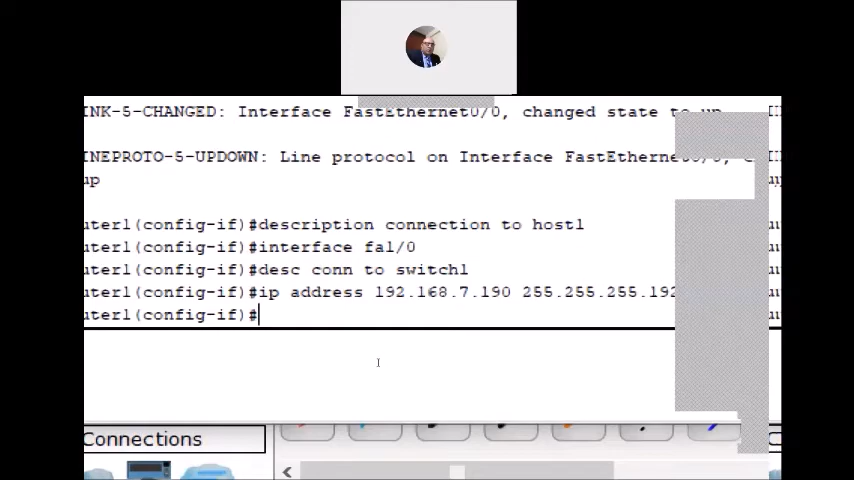 INK-5-CHANGED: Interface FastEthernet0/0, changed state to up
INEPROTO-5-UPDOWN: Line protocol on Interface FastEthernet0/0,
up
uter1(config-if)#description connection to host1
uter1(config-if)#interface fa1/0
uter1(config-if)#desc conn to switch1
uter1(config-if)#ip address 192.168.7.190 255.255.255.192
uter1(config-if)#
Connections